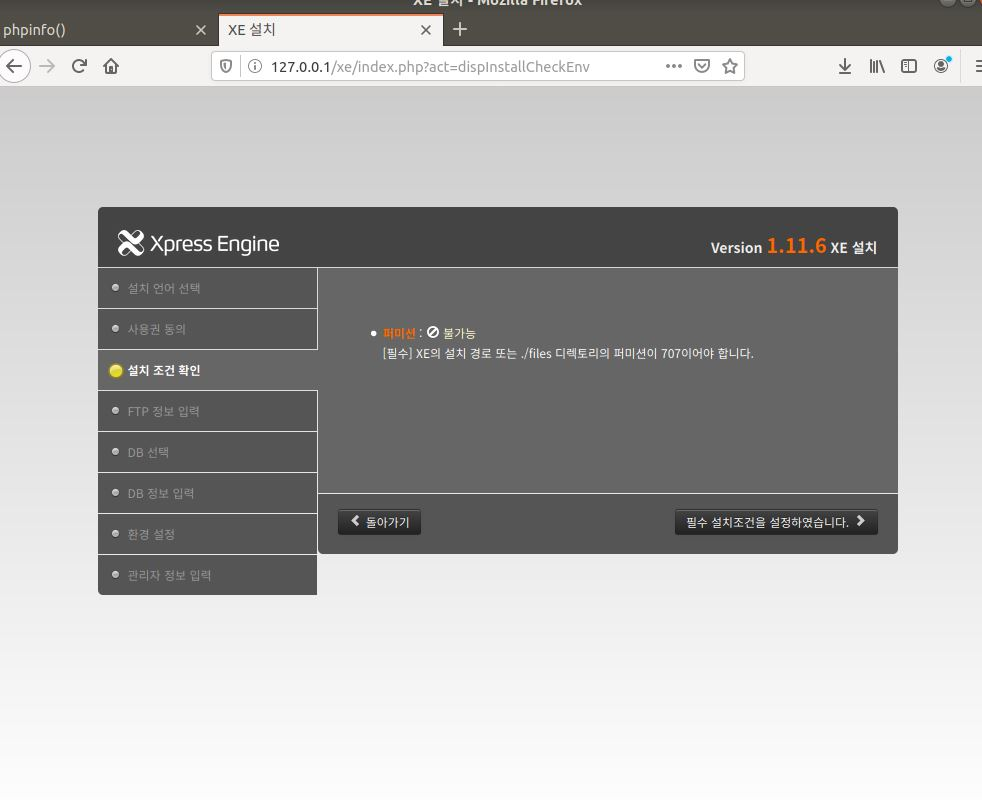 XE 설치 - Mozilla Firefox
phpinfo()
XE 설치
127.0.0.1/xe/index.php?act=dispInstallCheckEnv
Xpress Engine
Version 1.11.6 XE 설치
설치 언어 선택
사용권 동의
설치 조건 확인
FTP 정보 입력
DB 선택
DB 정보 입력
환경 설정
관리자 정보 입력
퍼미션 : 불가능
[필수] XE의 설치 경로 또는 ./files 디렉토리의 퍼미션이 707이어야 합니다.
돌아가기
필수 설치조건을 설정하였습니다.